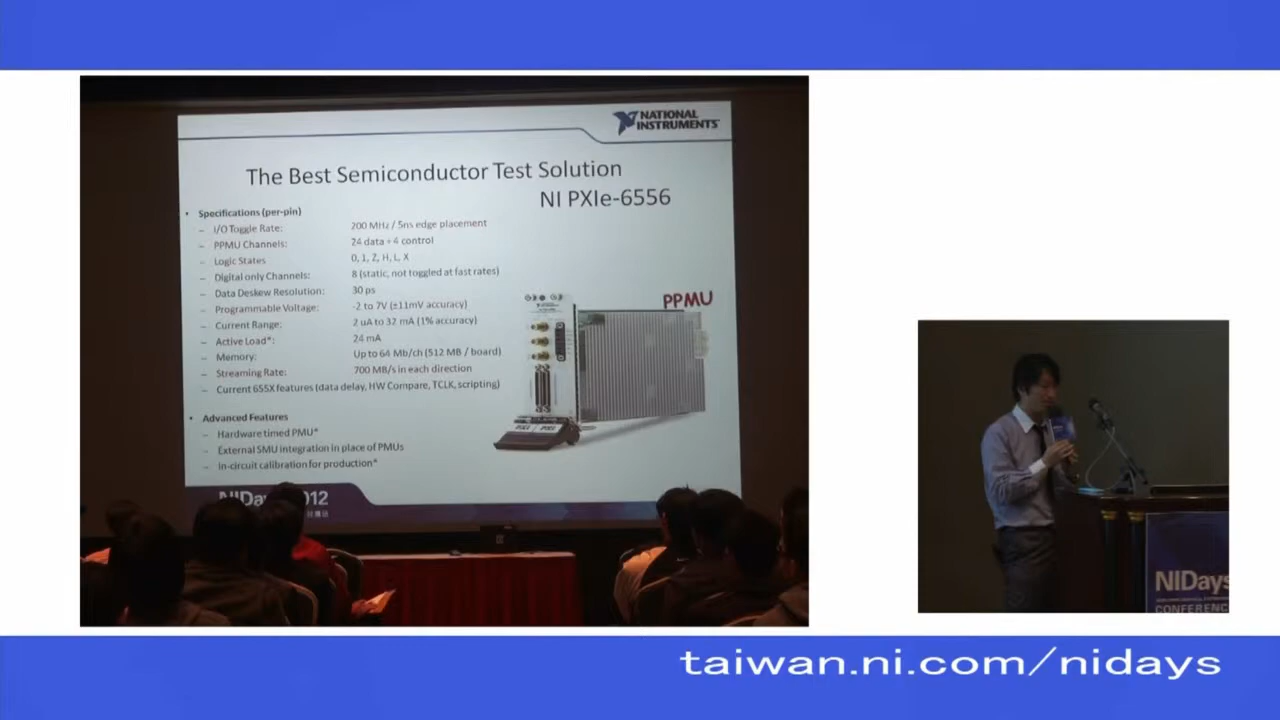 NATIONAL
INSTRUMENTS
The Best Semiconductor Test Solution
NI PXIe-6556
• Specifications (per-pin)
– I/O Toggle Rate: 200 MHz / 5ns edge placement
– PPMU Channels: 24 data + 4 control
– Logic States 0, 1, Z, H, L, X
– Digital only Channels: 8 (static, not toggled at fast rates)
– Data Deskew Resolution: 30 ps
– Programmable Voltage: -2 to 7V (±11mV accuracy)
– Current Range: 2 uA to 32 mA (1% accuracy)
– Active Load*: 24 mA
– Memory: Up to 64 Mb/ch (512 MB / board)
– Streaming Rate: 700 MB/s in each direction
– Current 655X features (data delay, HW Compare, TCLK, scripting)
PPMU
• Advanced Features
– Hardware timed PMU*
– External SMU integration in place of PMUs
– In-circuit calibration for production*
NIDays
CONFERENCE
taiwan.ni.com/nidays